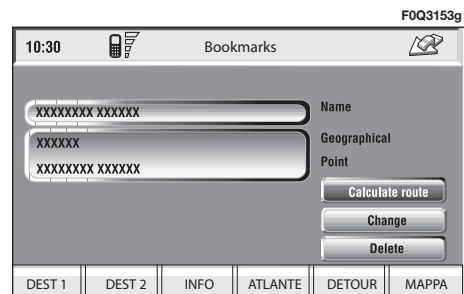 F0Q3153g
10:30 Bookmarks
XXXXXXXX XXXXXX Name
XXXXXX Geographical
XXXXXXXX XXXXXX Point
Calculate route
Change
Delete
DEST 1 DEST 2 INFO ATLANTE DETOUR MAPPA